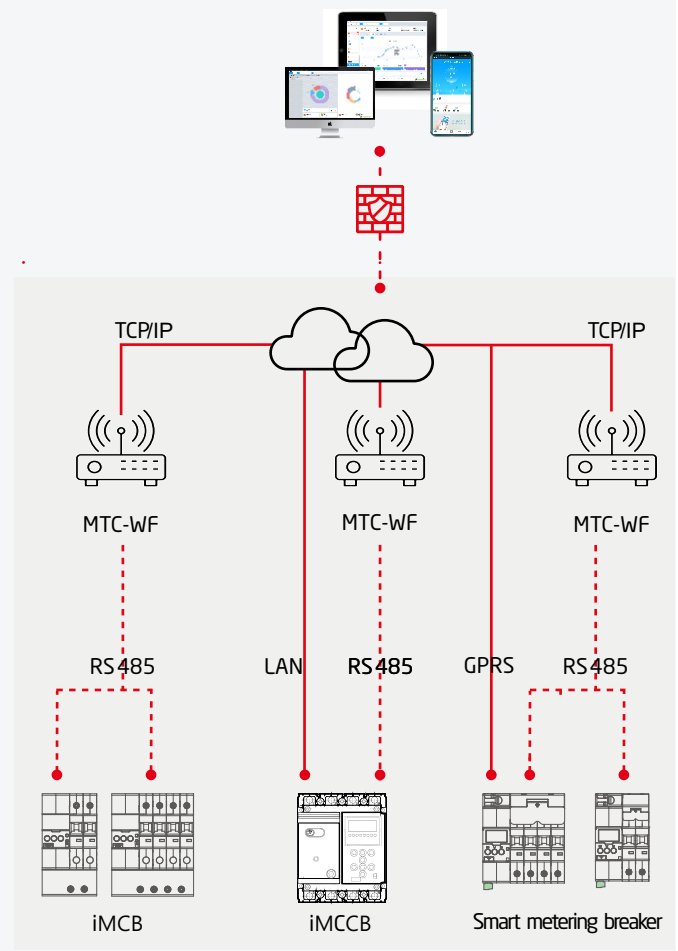 TCP/IP
TCP/IP
MTC-WF
MTC-WF
MTC-WF
RS485
LAN
RS485
GPRS
RS485
iMCB
iMCCB
Smart metering breaker